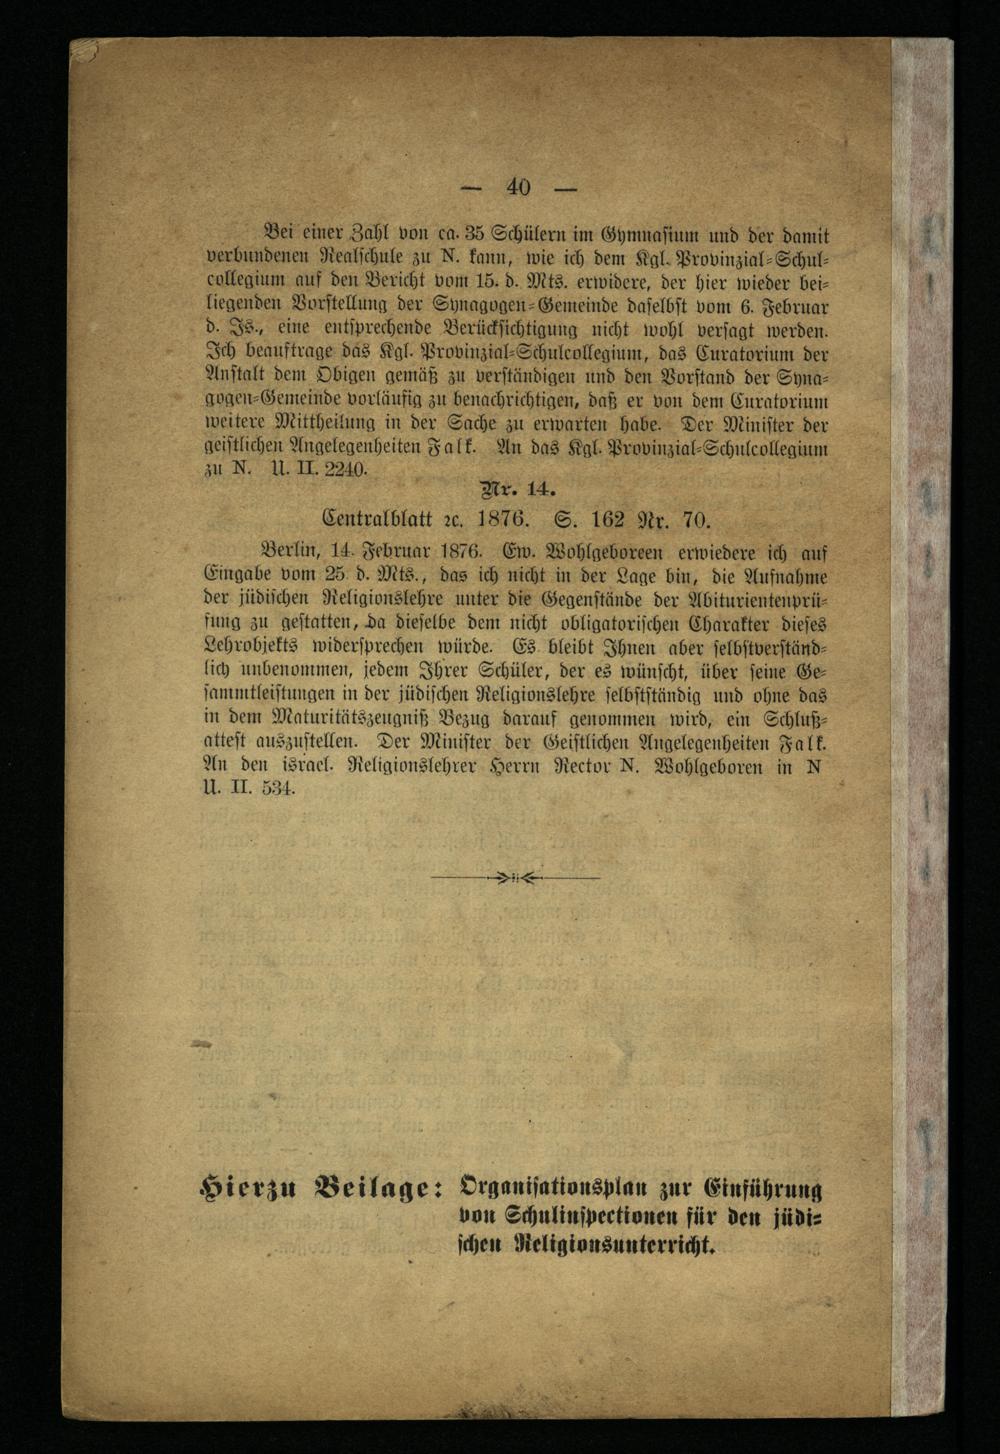 — 40 —
Bei einer Zahl von ca. 35 Schülern im Gymnasium und der damit
verbundenen Realschule zu N. kann, wie ich dem Kgl. Provinzial-Schul-
collegium auf den Bericht vom 15. d. Mts. erwidere, der hier wieder bei-
liegenden Vorstellung der Synagogen-Gemeinde daselbst vom 6. Februar
d. Js., eine entsprechende Berücksichtigung nicht wohl versagt werden.
Ich beauftrage das Kgl. Provinzial-Schulcollegium, das Curatorium der
Anstalt dem Obigen gemäß zu verständigen und den Vorstand der Syna-
gogen-Gemeinde vorläufig zu benachrichtigen, daß er von dem Curatorium
weitere Mittheilung in der Sache zu erwarten habe. Der Minister der
geistlichen Angelegenheiten Falk. An das Kgl. Provinzial-Schulcollegium
zu N. U. II. 2240.
Nr. 14.
Centralblatt ꝛc. 1876. S. 162 Nr. 70.
Berlin, 14. Februar 1876. Ew. Wohlgeboreen erwiedere ich auf
Eingabe vom 25 d. Mts., das ich nicht in der Lage bin, die Aufnahme
der jüdischen Religionslehre unter die Gegenstände der Abiturientenprü-
fung zu gestatten, da dieselbe dem nicht obligatorischen Charakter dieses
Lehrobjekts widersprechen würde. Es bleibt Ihnen aber selbstverständ-
lich unbenommen, jedem Ihrer Schüler, der es wünscht, über seine Ge-
sammtleistungen in der jüdischen Religionslehre selbstständig und ohne das
in dem Maturitätszeugniß Bezug darauf genommen wird, ein Schluß-
attest auszustellen. Der Minister der Geistlichen Angelegenheiten Falk.
An den israel. Religionslehrer Herrn Rector N. Wohlgeboren in N
U. II. 534.
Hierzu Beilage: Organisationsplan zur Einführung
von Schulinspectionen für den jüdi-
schen Religionsunterricht.